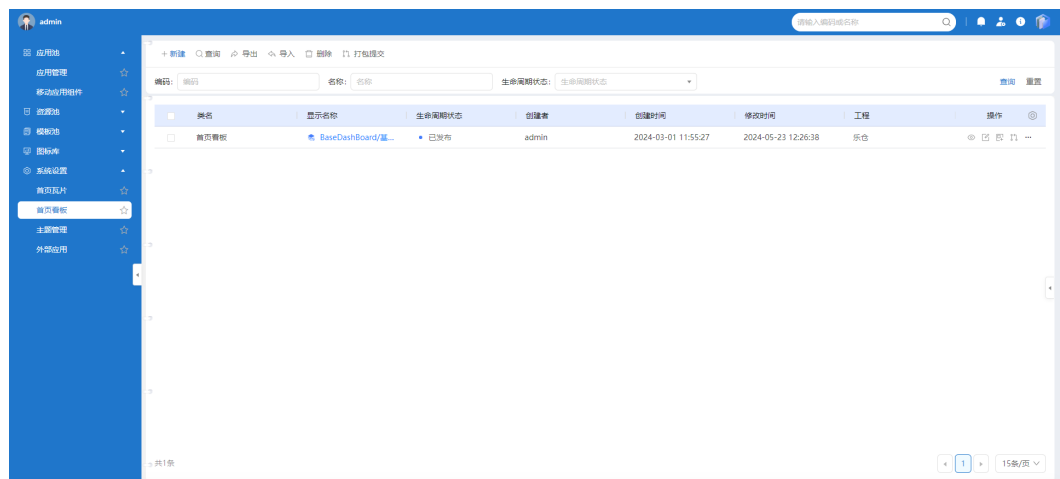 admin
请输入编码或名称
应用池
应用管理
移动应用组件
资源池
模板池
图标库
系统设置
首页瓦片
首页看板
主题管理
外部应用
+ 新建 查询 导出 导入 删除 打包提交
编码: 编码 名称: 名称 生命周期状态: 生命周期状态 查询 重置
类名 显示名称 生命周期状态 创建者 创建时间 修改时间 工程 操作
首页看板 BaseDashBoard/基... 已发布 admin 2024-03-01 11:55:27 2024-05-23 12:26:38 乐仓
共1条 1 15条/页